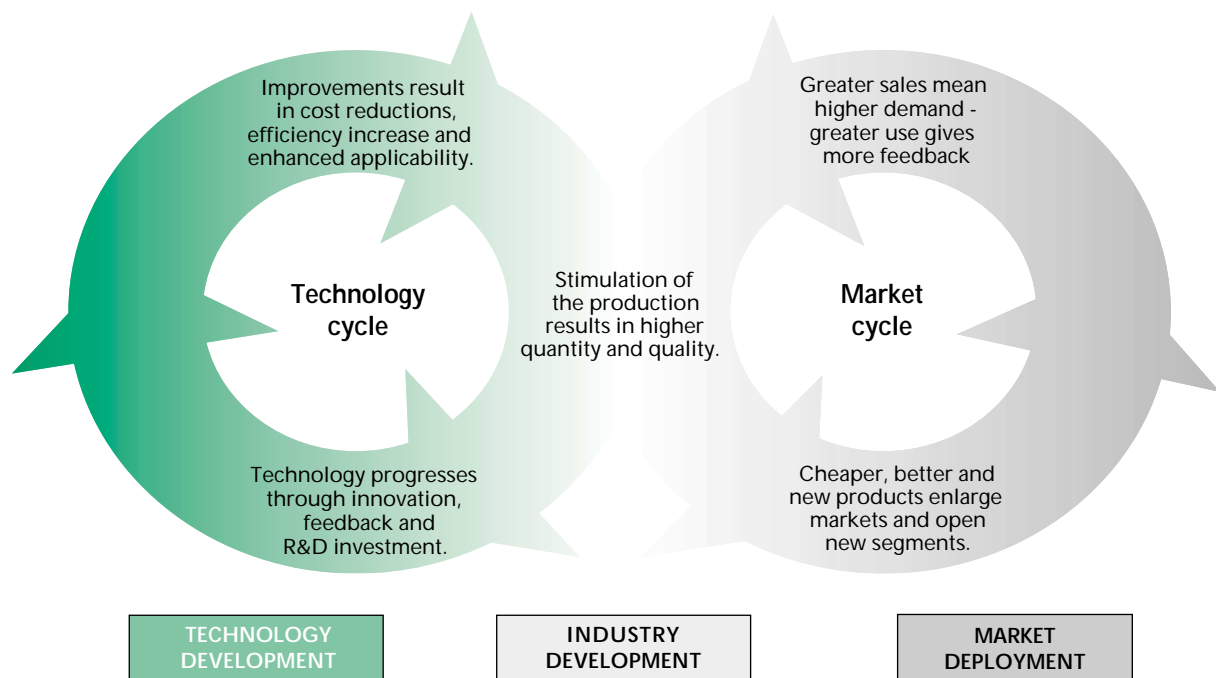 Improvements result
in cost reductions,
efficiency increase and
enhanced applicability.
Greater sales mean
higher demand -
greater use gives
more feedback
Technology
cycle
Stimulation of
the production
results in higher
quantity and quality.
Market
cycle
Technology progresses
through innovation,
feedback and
R&D investment.
Cheaper, better and
new products enlarge
markets and open
new segments.
TECHNOLOGY
DEVELOPMENT
INDUSTRY
DEVELOPMENT
MARKET
DEPLOYMENT